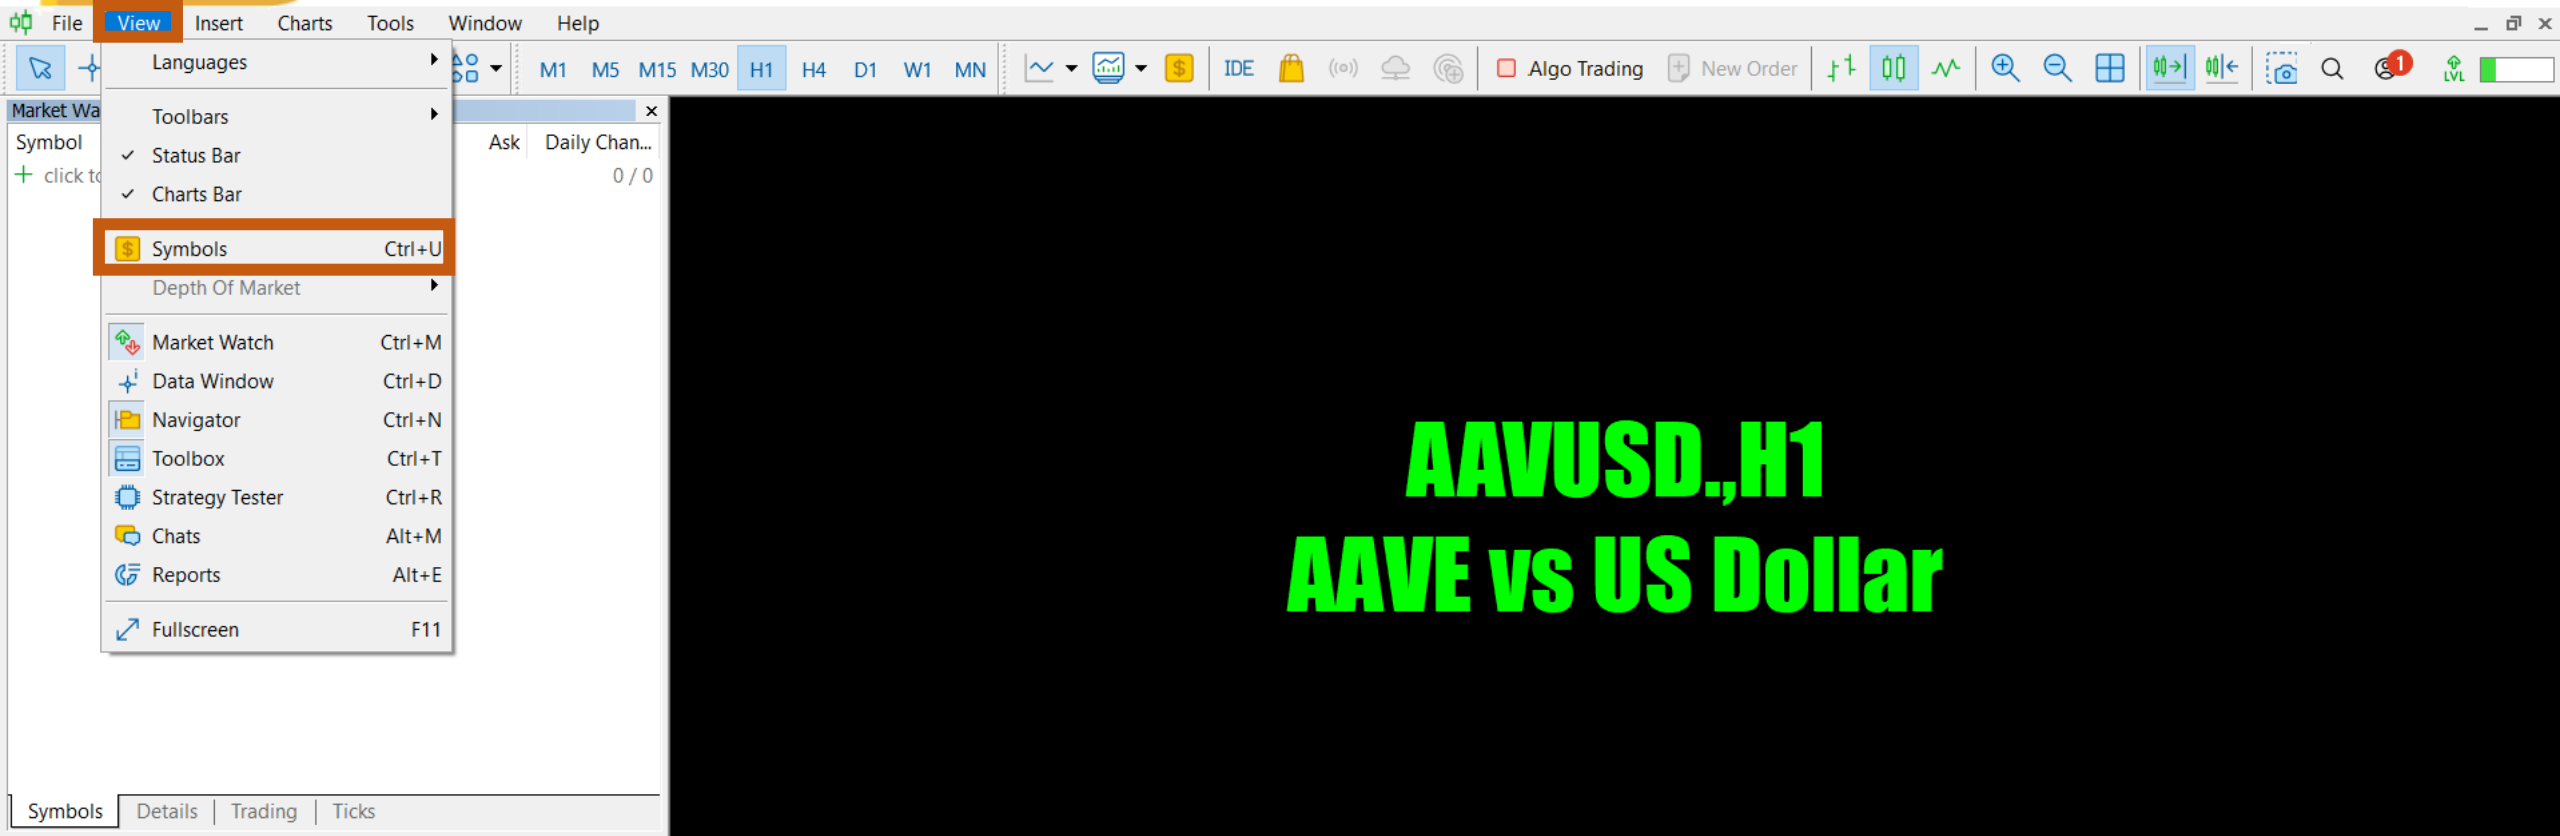 File View Insert Charts Tools Window Help
M1 M5 M15 M30 H1 H4 D1 W1 MN IDE Algo Trading New Order 1 LVL
Market Wa
Symbol Ask Daily Chan...
click to 0 / 0
Languages
Toolbars
Status Bar
Charts Bar
Symbols Ctrl+U
Depth Of Market
Market Watch Ctrl+M
Data Window Ctrl+D
Navigator Ctrl+N
Toolbox Ctrl+T
Strategy Tester Ctrl+R
Chats Alt+M
Reports Alt+E
Fullscreen F11
AAVUSD.,H1
AAVE vs US Dollar
Symbols Details Trading Ticks